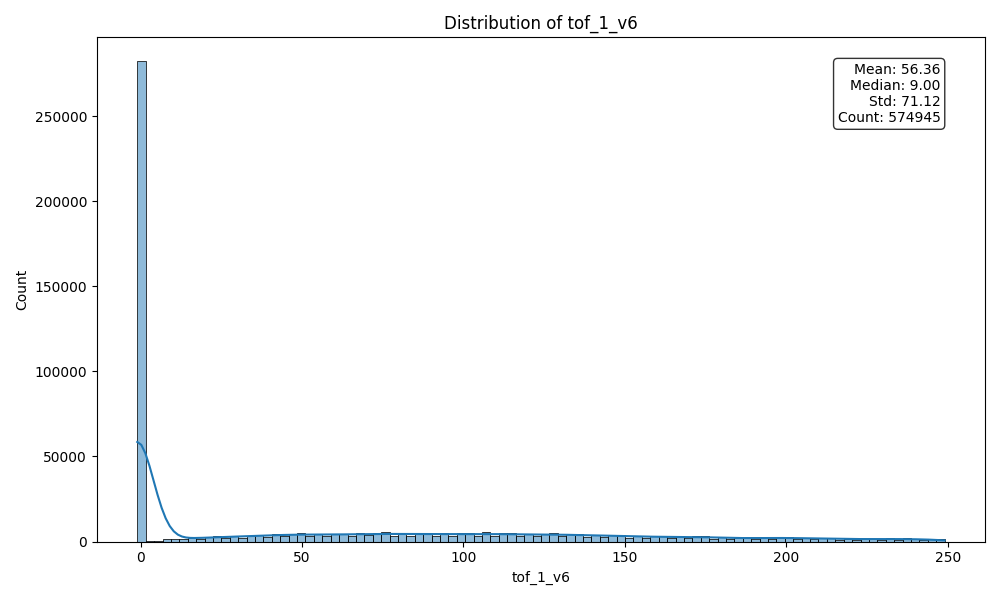 Distribution of tof_1_v6
Mean: 56.36
Median: 9.00
Std: 71.12
Count: 574945
Count
250000
200000
150000
100000
50000
0
0 50 100 150 200 250
tof_1_v6